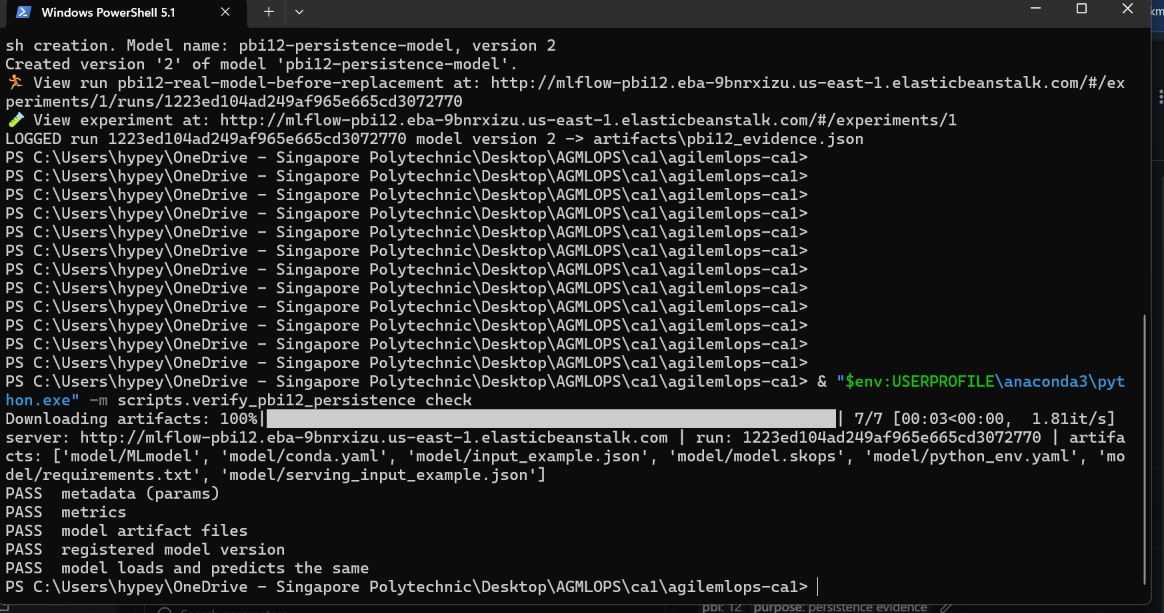 Windows PowerShell 5.1
sh creation. Model name: pbi12-persistence-model, version 2
Created version '2' of model 'pbi12-persistence-model'.
🏃 View run pbi12-real-model-before-replacement at: http://mlflow-pbi12.eba-9bnrxizu.us-east-1.elasticbeanstalk.com/#/ex
periments/1/runs/1223ed104ad249af965e665cd3072770
🧪 View experiment at: http://mlflow-pbi12.eba-9bnrxizu.us-east-1.elasticbeanstalk.com/#/experiments/1
LOGGED run 1223ed104ad249af965e665cd3072770 model version 2 -> artifacts\pbi12_evidence.json
PS C:\Users\hypey\OneDrive - Singapore Polytechnic\Desktop\AGMLOPS\ca1\agilemlops-ca1>
PS C:\Users\hypey\OneDrive - Singapore Polytechnic\Desktop\AGMLOPS\ca1\agilemlops-ca1>
PS C:\Users\hypey\OneDrive - Singapore Polytechnic\Desktop\AGMLOPS\ca1\agilemlops-ca1>
PS C:\Users\hypey\OneDrive - Singapore Polytechnic\Desktop\AGMLOPS\ca1\agilemlops-ca1>
PS C:\Users\hypey\OneDrive - Singapore Polytechnic\Desktop\AGMLOPS\ca1\agilemlops-ca1>
PS C:\Users\hypey\OneDrive - Singapore Polytechnic\Desktop\AGMLOPS\ca1\agilemlops-ca1>
PS C:\Users\hypey\OneDrive - Singapore Polytechnic\Desktop\AGMLOPS\ca1\agilemlops-ca1>
PS C:\Users\hypey\OneDrive - Singapore Polytechnic\Desktop\AGMLOPS\ca1\agilemlops-ca1>
PS C:\Users\hypey\OneDrive - Singapore Polytechnic\Desktop\AGMLOPS\ca1\agilemlops-ca1>
PS C:\Users\hypey\OneDrive - Singapore Polytechnic\Desktop\AGMLOPS\ca1\agilemlops-ca1>
PS C:\Users\hypey\OneDrive - Singapore Polytechnic\Desktop\AGMLOPS\ca1\agilemlops-ca1>
PS C:\Users\hypey\OneDrive - Singapore Polytechnic\Desktop\AGMLOPS\ca1\agilemlops-ca1>
PS C:\Users\hypey\OneDrive - Singapore Polytechnic\Desktop\AGMLOPS\ca1\agilemlops-ca1> & "$env:USERPROFILE\anaconda3\pyt
hon.exe" -m scripts.verify_pbi12_persistence check
Downloading artifacts: 100%| | 7/7 [00:03<00:00, 1.81it/s]
server: http://mlflow-pbi12.eba-9bnrxizu.us-east-1.elasticbeanstalk.com | run: 1223ed104ad249af965e665cd3072770 | artifa
cts: ['model/MLmodel', 'model/conda.yaml', 'model/input_example.json', 'model/model.skops', 'model/python_env.yaml', 'mo
del/requirements.txt', 'model/serving_input_example.json']
PASS metadata (params)
PASS metrics
PASS model artifact files
PASS registered model version
PASS model loads and predicts the same
PS C:\Users\hypey\OneDrive - Singapore Polytechnic\Desktop\AGMLOPS\ca1\agilemlops-ca1>
pbi: 12 purpose: persistence evidence